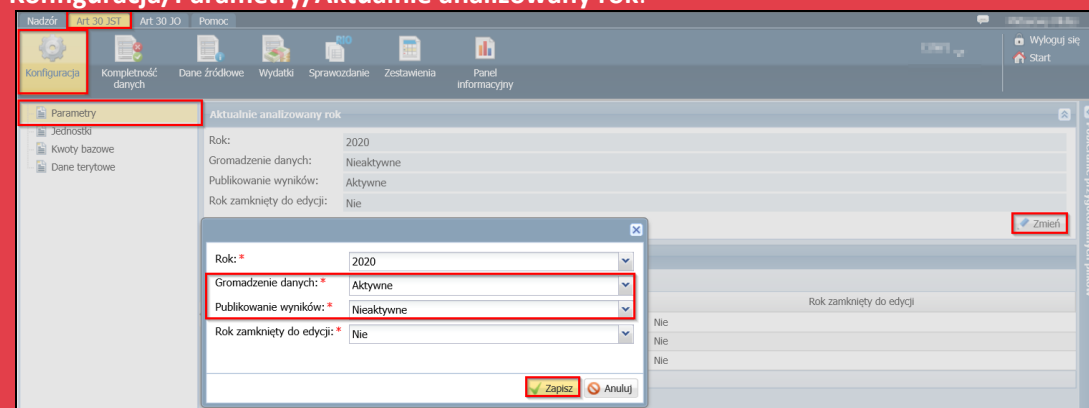 Konfiguracja/Parametry/Aktualnie analizowany rok.
Nadzór Art 30 JST Art 30 JO Pomoc
Wyloguj się
Start
Konfiguracja Kompletność danych Dane źródłowe Wydatki Sprawozdanie Zestawienia Panel informacyjny
Parametry
Jednostki
Kwoty bazowe
Dane terytowe
Aktualnie analizowany rok
Rok: 2020
Gromadzenie danych: Nieaktywne
Publikowanie wyników: Aktywne
Rok zamknięty do edycji: Nie
Zmień
Rok: * 2020
Gromadzenie danych: * Aktywne
Publikowanie wyników: * Nieaktywne
Rok zamknięty do edycji: * Nie
Zapisz Anuluj
Rok zamknięty do edycji
Nie
Nie
Nie